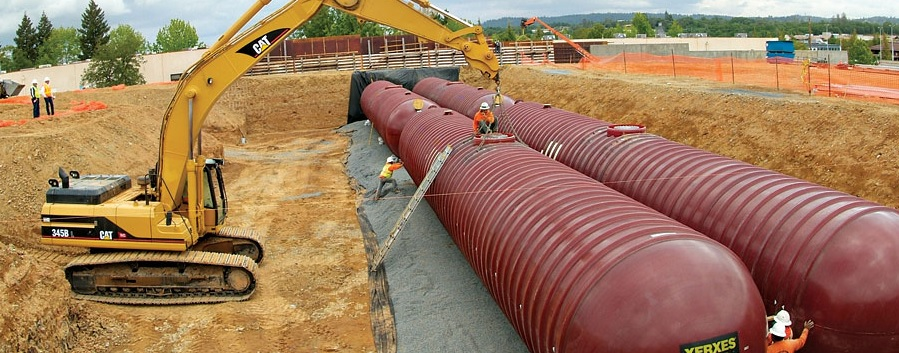 CAT
345B
CAT
XERXES